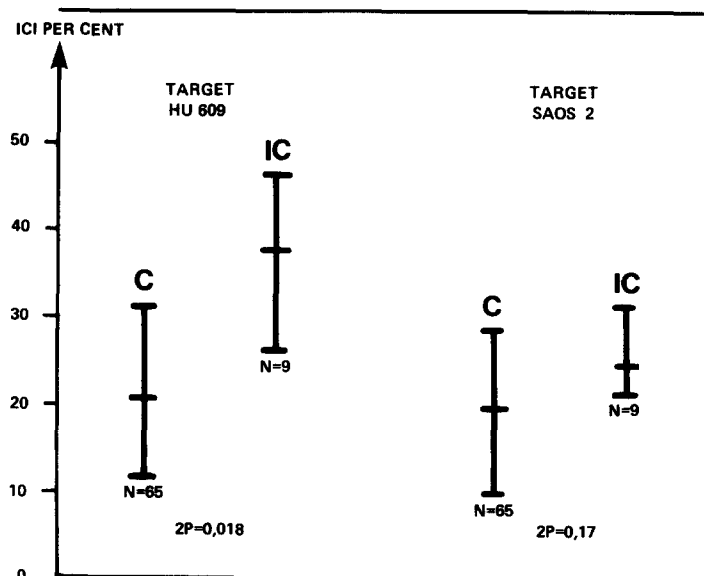 ICI PER CENT
TARGET
HU 609
TARGET
SAOS 2
50
IC
40
C
IC
30
C
N=9
20
N=9
10
N=65
N=65
2P=0,018
2P=0,17
0